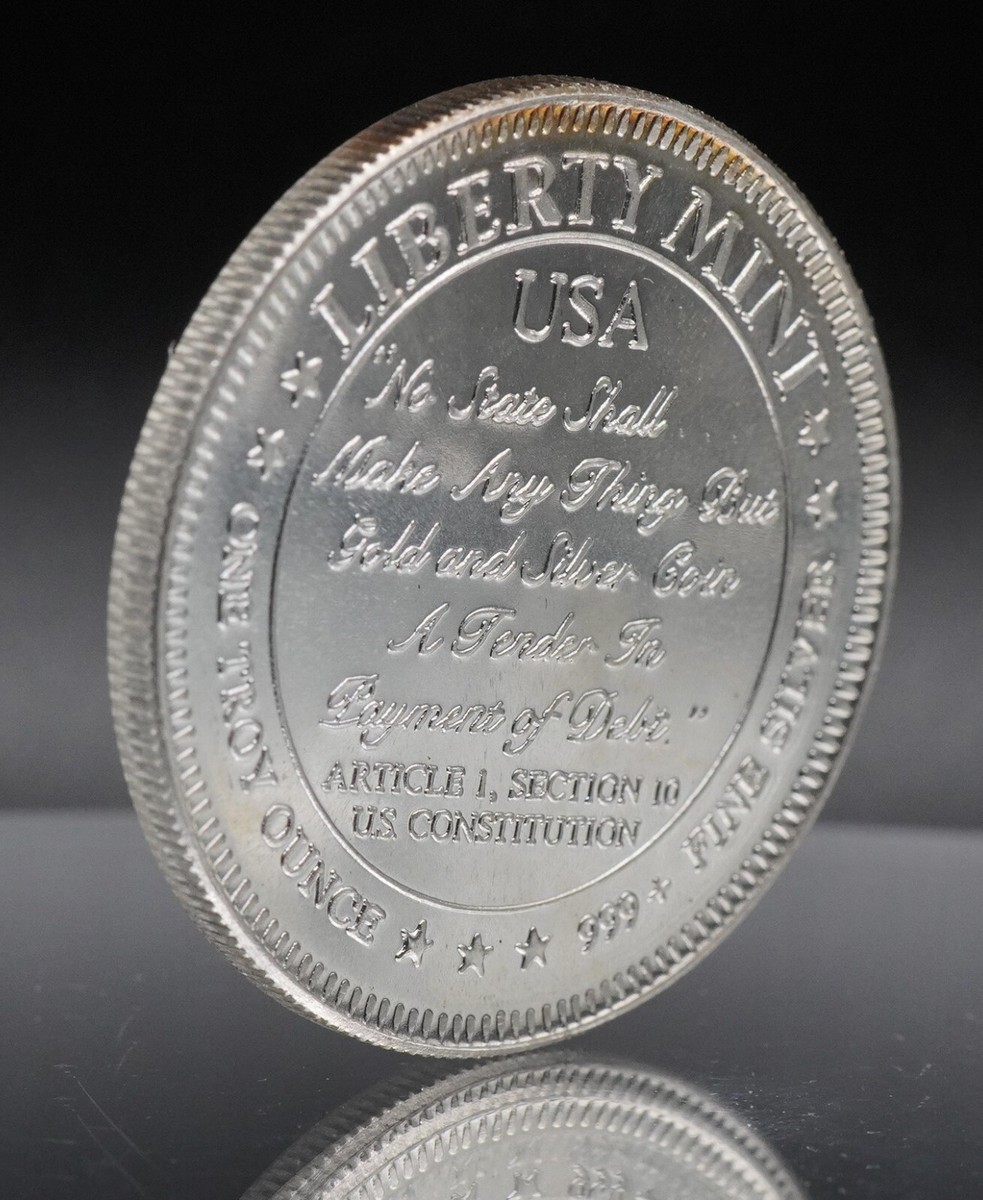 LIBERTY MINT
USA
"No State Shall
Make Any Thing But
Gold and Silver Coin
A Tender In
Payment of Debt."
ARTICLE 1, SECTION 10
U.S. CONSTITUTION
ONE TROY OUNCE
999 + FINE SILVER